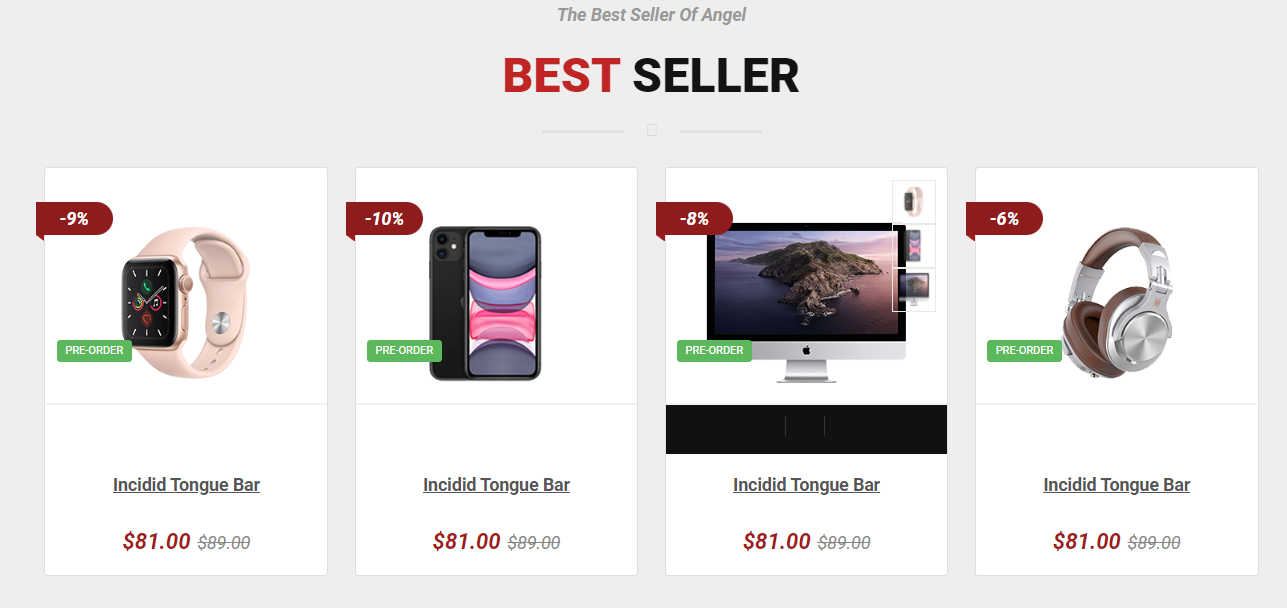 The Best Seller Of Angel
BEST SELLER
-9%
PRE-ORDER
Incidid Tongue Bar
$81.00 $89.00
-10%
PRE-ORDER
Incidid Tongue Bar
$81.00 $89.00
-8%
PRE-ORDER
Incidid Tongue Bar
$81.00 $89.00
-6%
PRE-ORDER
Incidid Tongue Bar
$81.00 $89.00